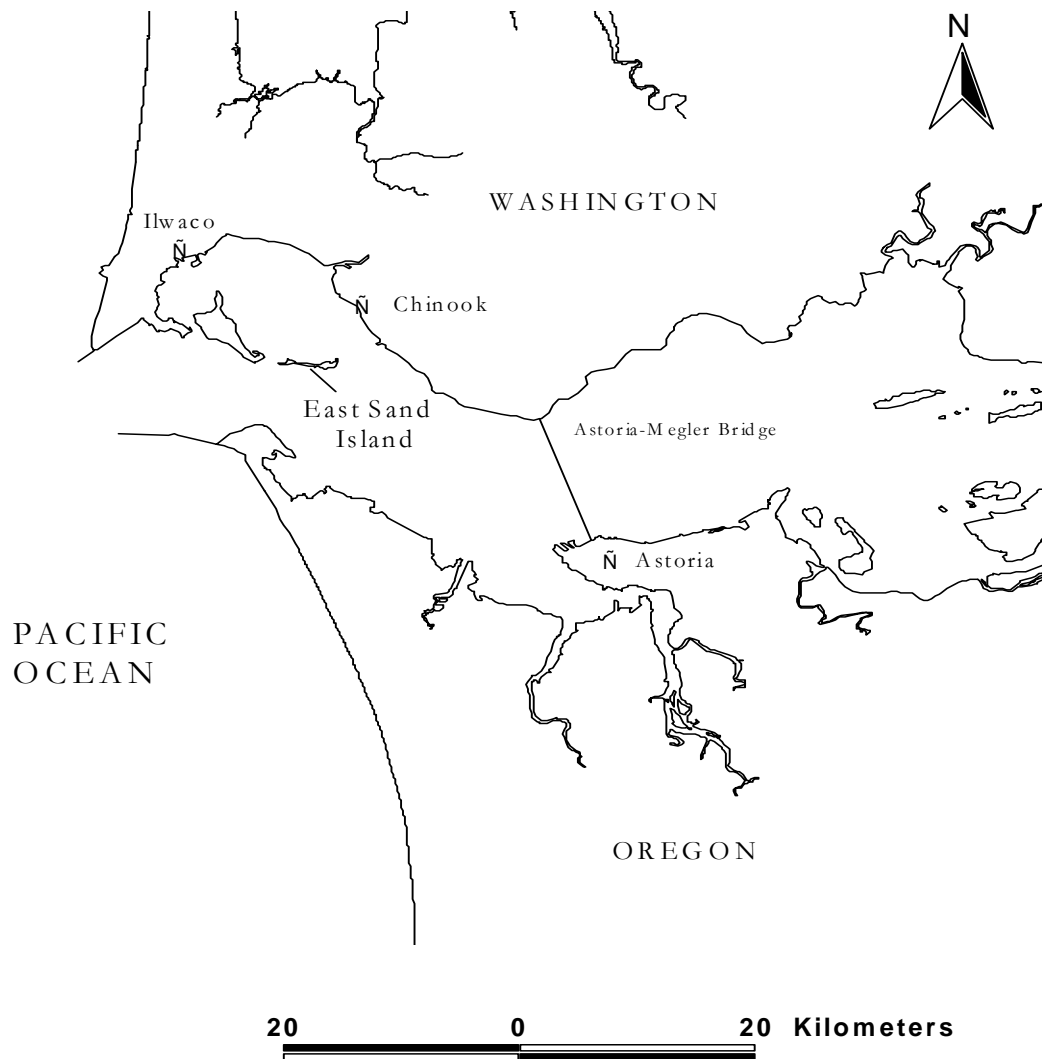 N
WASHINGTON
Ilwaco
Ñ
Ñ
Chinook
East Sand
Island
Astoria-Megler Bridge
Ñ
Astoria
PACIFIC
OCEAN
OREGON
20 0 20 Kilometers